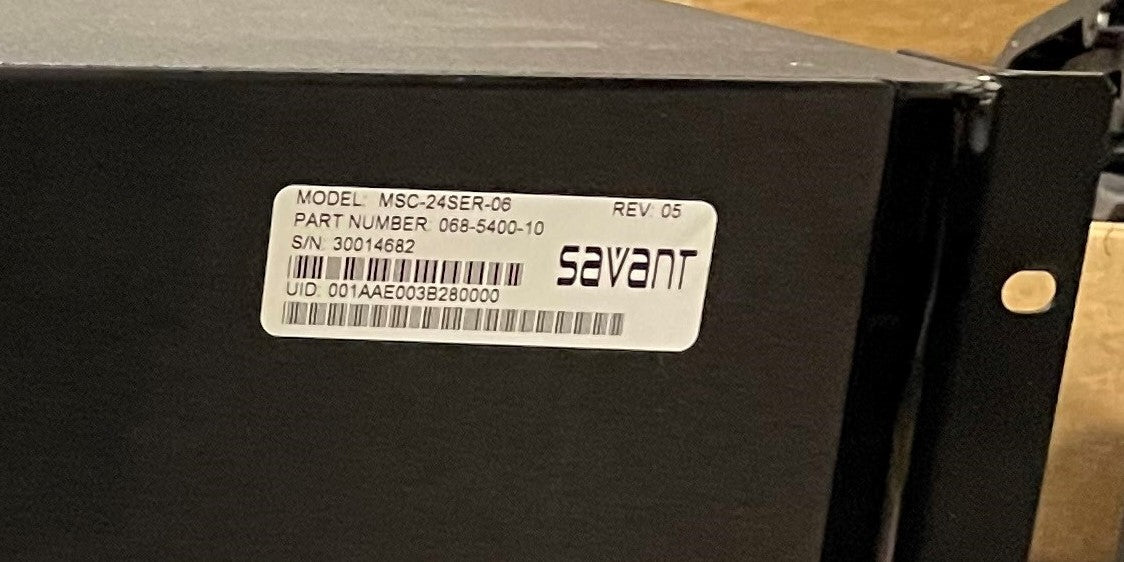 MODEL: MSC-24SER-06 REV: 05
PART NUMBER: 068-5400-10
S/N: 30014682
savant
UID: 001AAE003B280000